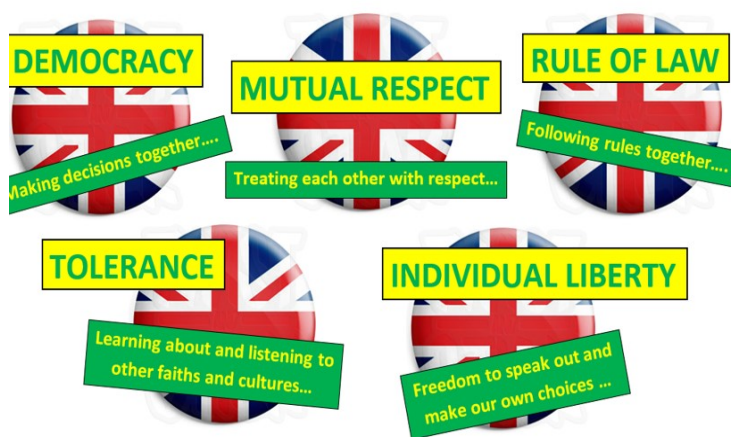 DEMOCRACY
Making decisions together….
MUTUAL RESPECT
Treating each other with respect…
RULE OF LAW
Following rules together….
TOLERANCE
Learning about and listening to
other faiths and cultures…
INDIVIDUAL LIBERTY
Freedom to speak out and
make our own choices …